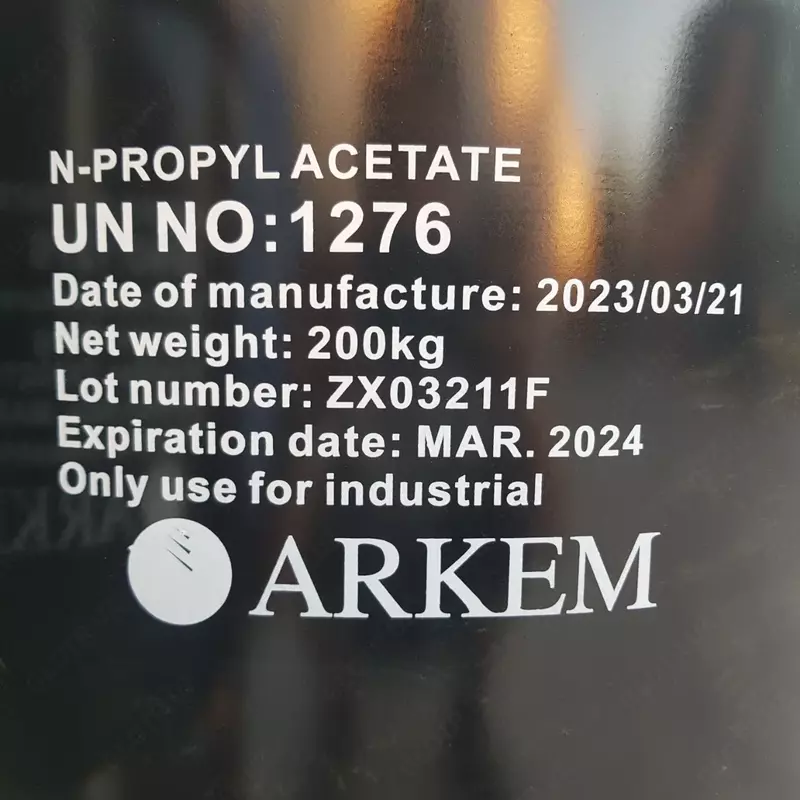 N-PROPYL ACETATE
UN NO:1276
Date of manufacture: 2023/03/21
Net weight: 200kg
Lot number: ZX03211F
Expiration date: MAR. 2024
Only use for industrial
ARKEM